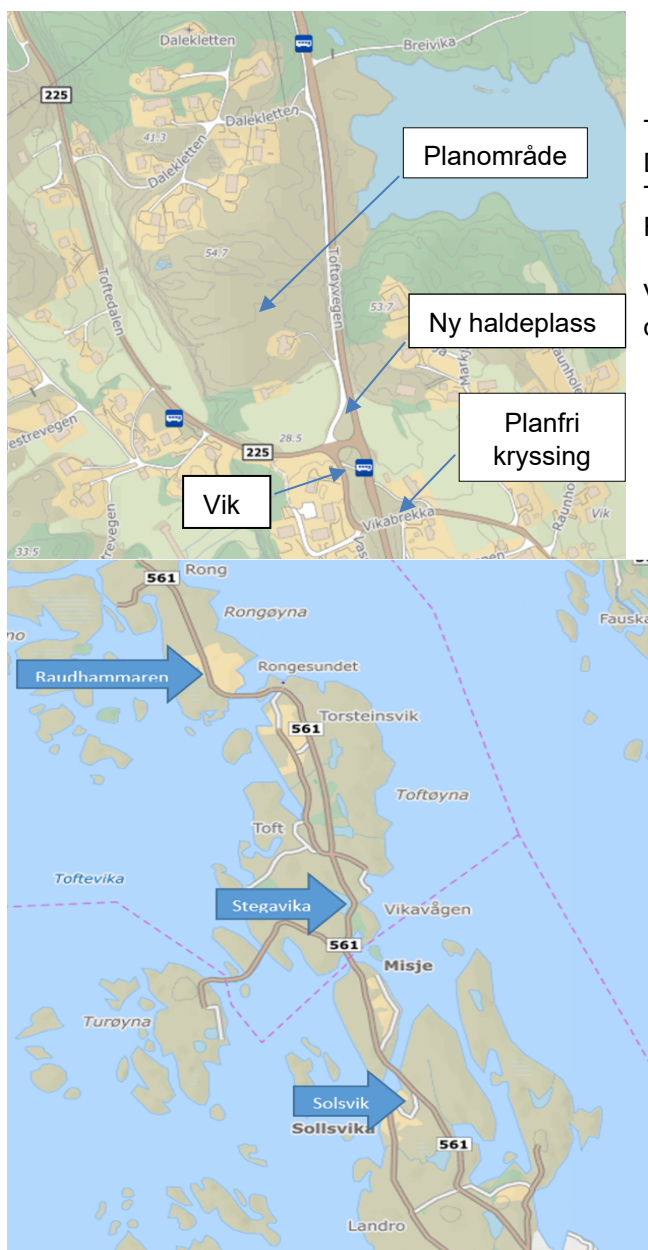 Dalekletten
Breivika
225
Dalekletten
41.3
Dalekletten
Planområde
54.7
Toftøyvegen
Toftedalen
53.7
Ny haldeplass
225
28.5
Planfri
kryssing
Vik
Vikabrekka
Raunhole
Vik
33.5
561
Rong
Rongøyna
Raudhammaren
Rongesundet
Torsteinsvik
561
Toftøyna
Toft
Toftevika
Stegavika
Vikavågen
561
Misje
Turøyna
Solsvik
Sollsvika
561
Landro